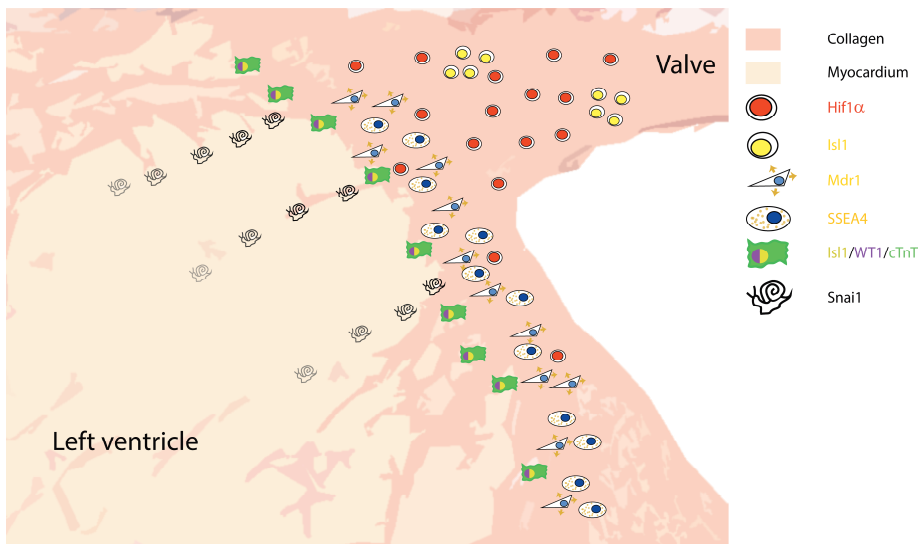 Valve
Left ventricle
Collagen
Myocardium
Hif1α
Isl1
Mdr1
SSEA4
Isl1/WT1/cTnT
Snai1